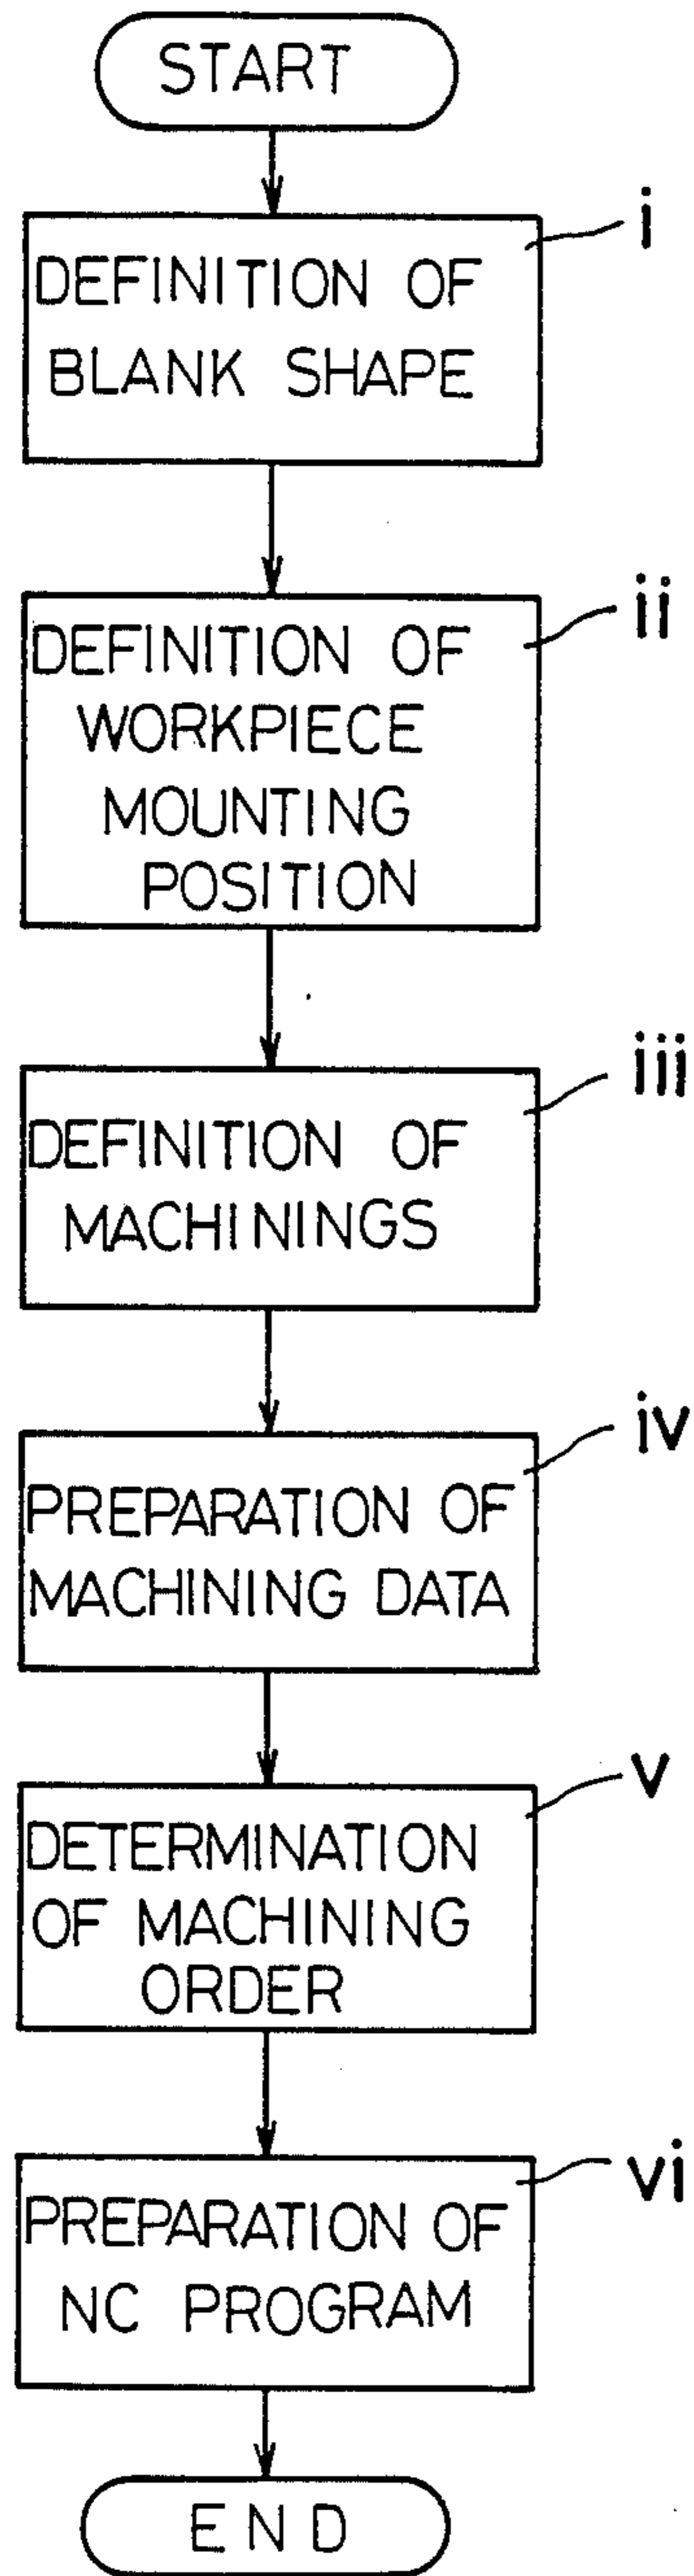 START
i
DEFINITION OF
BLANK SHAPE
ii
DEFINITION OF
WORKPIECE
MOUNTING
POSITION
iii
DEFINITION OF
MACHININGS
iv
PREPARATION OF
MACHINING DATA
v
DETERMINATION
OF MACHINING
ORDER
vi
PREPARATION OF
NC PROGRAM
END